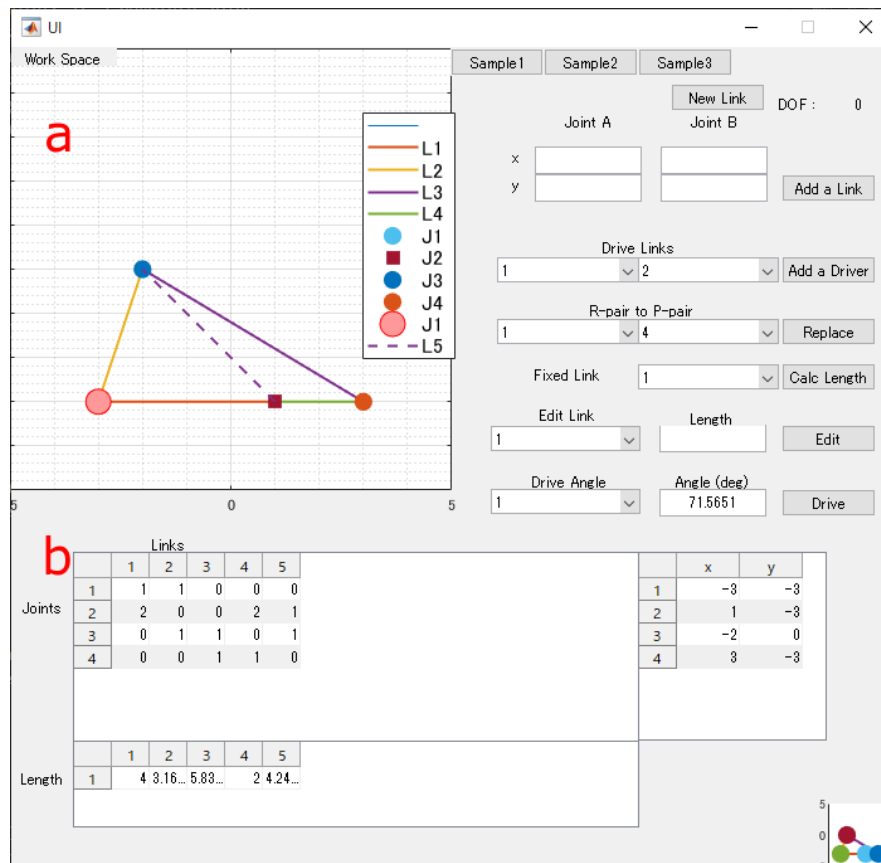 UI
Work Space
Sample1 Sample2 Sample3
New Link DOF : 0
Joint A Joint B
a
x
y Add a Link
L1
L2
L3
L4
J1
J2
J3
J4
J1
L5
Drive Links
1 2 Add a Driver
R-pair to P-pair
1 4 Replace
Fixed Link 1 Calc Length
Edit Link Length
1 Edit
Drive Angle Angle (deg)
1 71.5651 Drive
5 0 5
b
Links
1 2 3 4 5
Joints
1 1 1 0 0 0
2 2 0 0 2 1
3 0 1 1 0 1
4 0 0 1 1 0
x y
1 -3 -3
2 1 -3
3 -2 0
4 3 -3
1 2 3 4 5
Length 1 4 3.16... 5.83... 2 4.24...
5
0